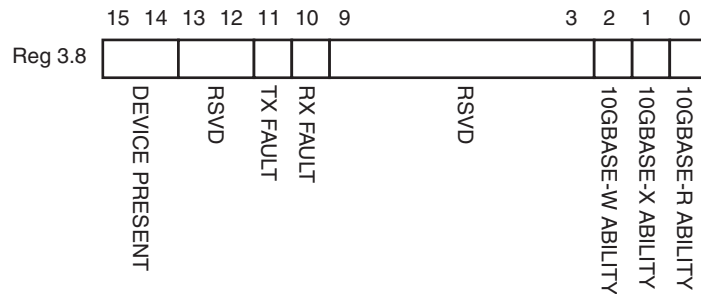 15 14 13 12 11 10 9 3 2 1 0
Reg 3.8
DEVICE PRESENT
RSVD
TX FAULT
RX FAULT
RSVD
10GBASE-W ABILITY
10GBASE-X ABILITY
10GBASE-R ABILITY